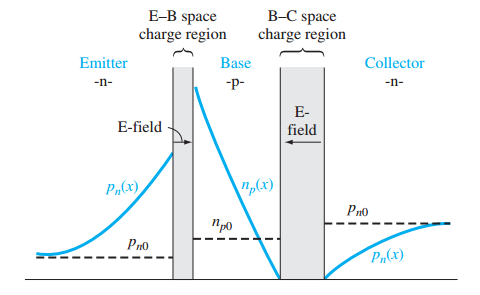 E–B space
charge region
B–C space
charge region
Emitter
-n-
Base
-p-
Collector
-n-
E-field
E-
field
pn(x)
np(x)
pn0
np0
pn0
pn(x)